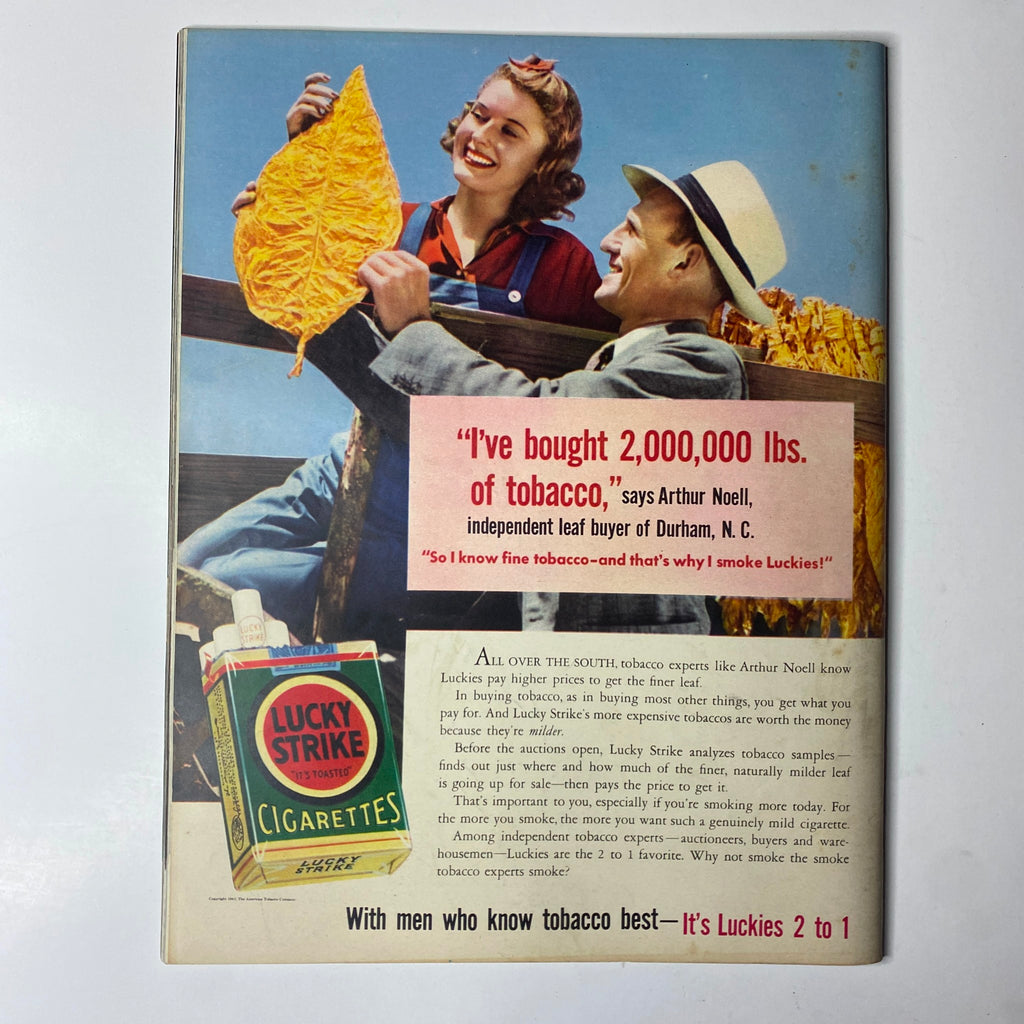 “I’ve bought 2,000,000 lbs.
of tobacco,” says Arthur Noell,
independent leaf buyer of Durham, N. C.
“So I know fine tobacco—and that’s why I smoke Luckies!”
ALL OVER THE SOUTH, tobacco experts like Arthur Noell know
Luckies pay higher prices to get the finer leaf.
In buying tobacco, as in buying most other things, you get what you
pay for. And Lucky Strike’s more expensive tobaccos are worth the money
because they’re milder.
Before the auctions open, Lucky Strike analyzes tobacco samples—
finds out just where and how much of the finer, naturally milder leaf
is going up for sale—then pays the price to get it.
That’s important to you, especially if you’re smoking more today. For
the more you smoke, the more you want such a genuinely mild cigarette.
Among independent tobacco experts—auctioneers, buyers and ware-
housemen—Luckies are the 2 to 1 favorite. Why not smoke the smoke
tobacco experts smoke?
LUCKY
STRIKE
LUCKY
STRIKE
"IT'S TOASTED"
CIGARETTES
LUCKY
STRIKE
The American Tobacco Company
With men who know tobacco best—It’s Luckies 2 to 1